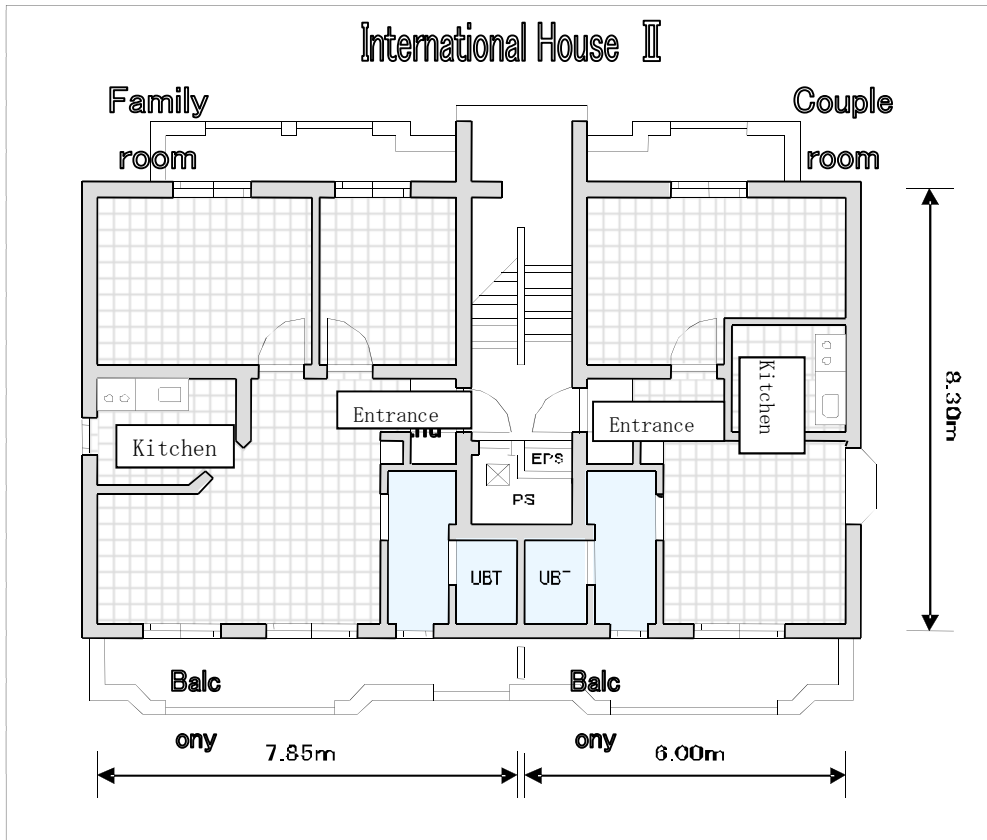 International House Ⅱ
Family
room
Couple
room
Kitchen
Entrance
Entrance
Kitchen
EPS
PS
UBT
8.30m
Balc
ony
Balc
ony
7.85m
6.00m